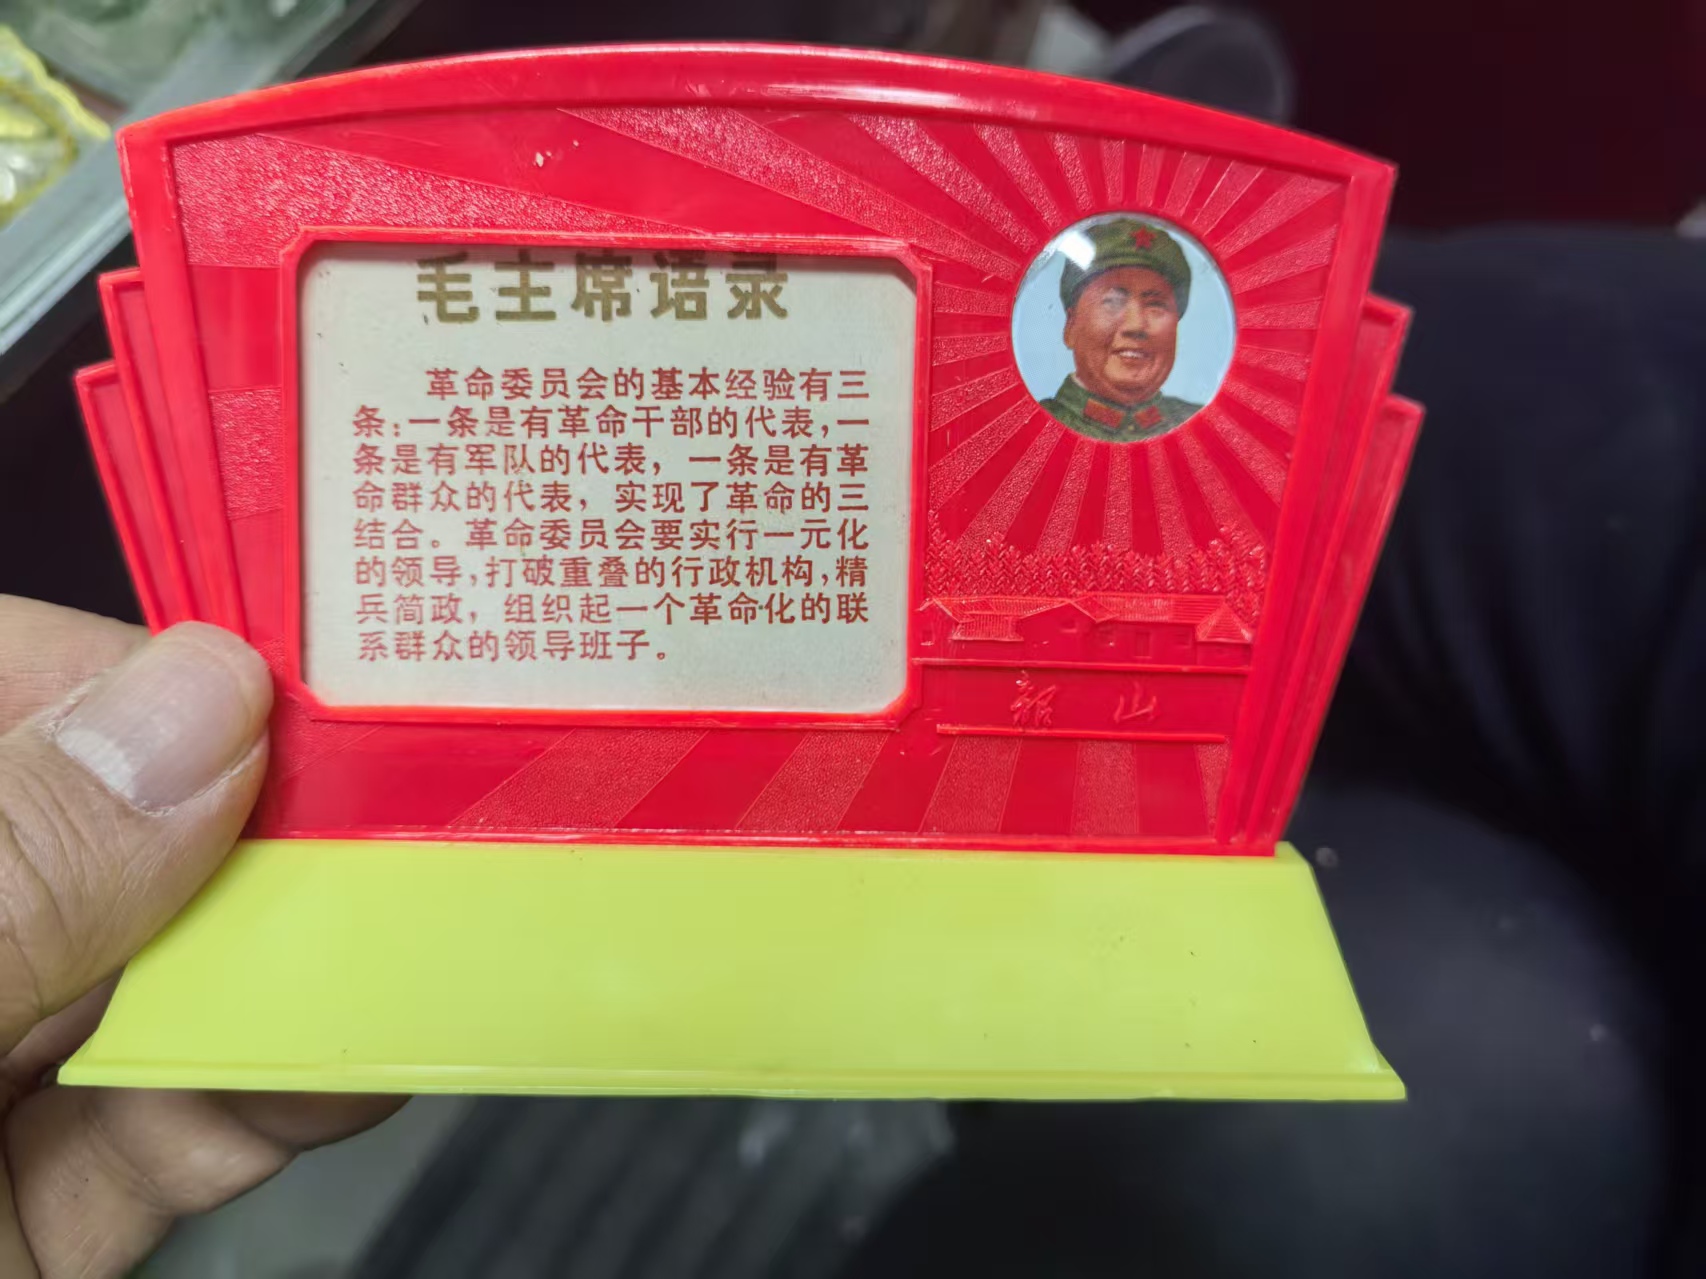 毛主席语录
革命委员会的基本经验有三
条:一条是有革命干部的代表,一
条是有军队的代表,一条是有革
命群众的代表,实现了革命的三
结合。革命委员会要实行一元化
的领导,打破重叠的行政机构,精
兵简政,组织起一个革命化的联
系群众的领导班子。
韶山